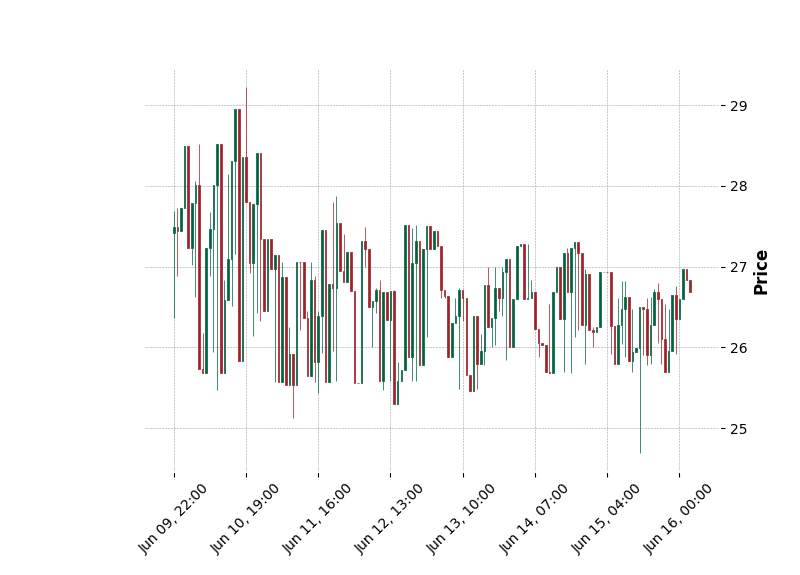 29
28
27
26
25
Price
Jun 09, 22:00
Jun 10, 19:00
Jun 11, 16:00
Jun 12, 13:00
Jun 13, 10:00
Jun 14, 07:00
Jun 15, 04:00
Jun 16, 00:00